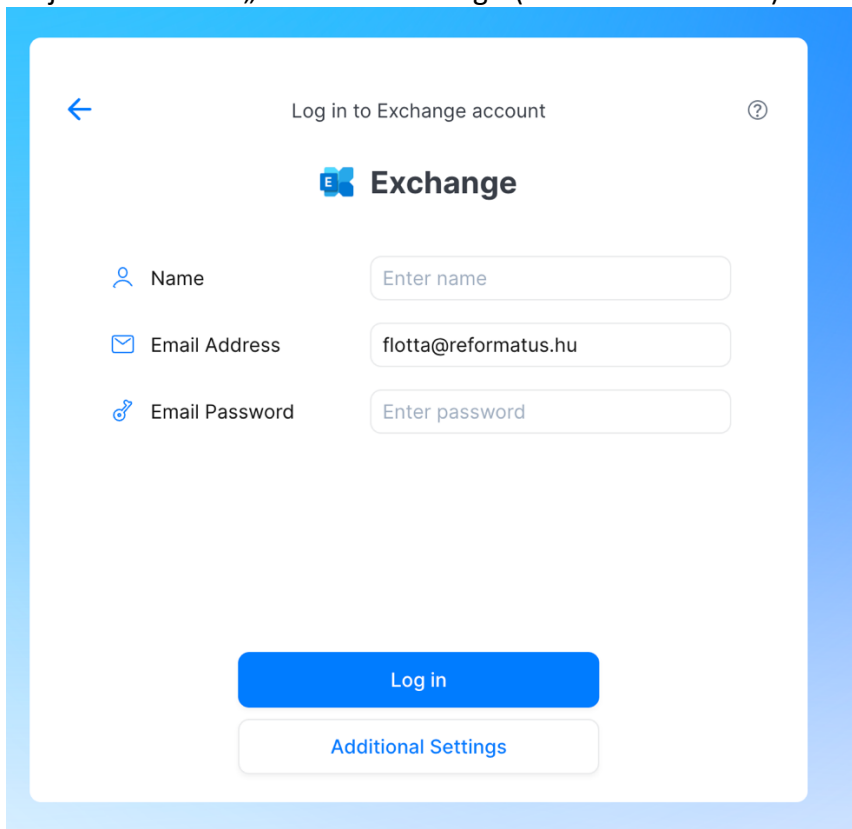 Log in to Exchange account
Exchange
Name
Enter name
Email Address
flotta@reformatus.hu
Email Password
Enter password
Log in
Additional Settings